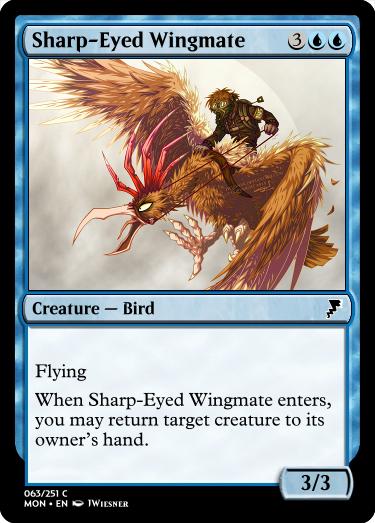 Sharp-Eyed Wingmate 3
Creature — Bird
Flying
When Sharp-Eyed Wingmate enters,
you may return target creature to its
owner's hand.
063/251 C
MON • EN JWiesner
3/3